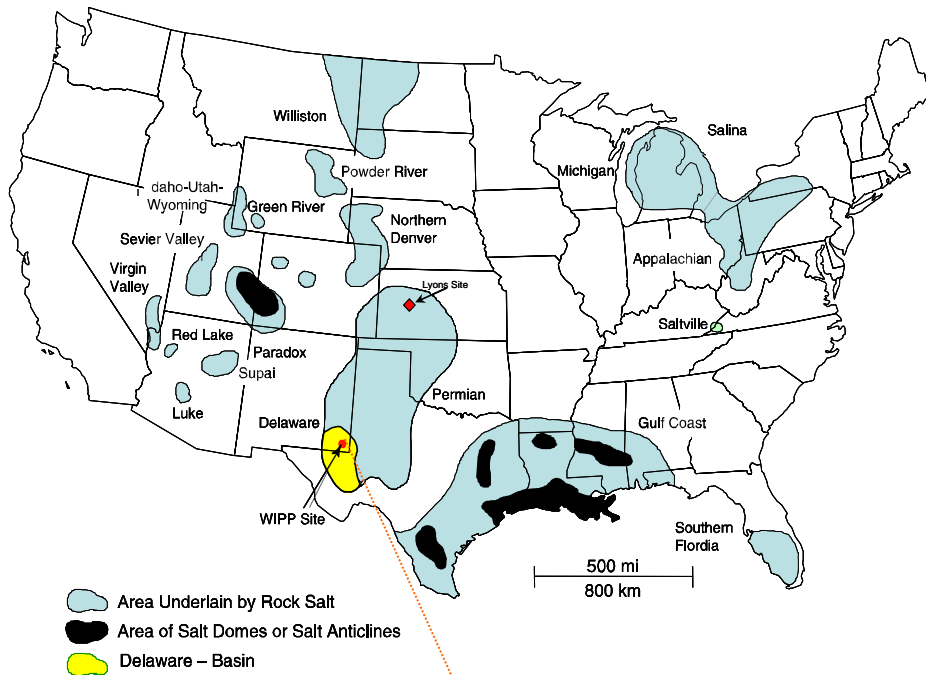 Williston
Salina
Michigan
Powder River
daho-Utah-
Wyoming
Green River
Northern
Denver
Sevier Valley
Appalachian
Virgin
Valley
Lyons Site
Saltville
Red Lake
Paradox
Supai
Permian
Luke
Delaware
Gulf Coast
WIPP Site
Southern
Flordia
500 mi
800 km
Area Underlain by Rock Salt
Area of Salt Domes or Salt Anticlines
Delaware – Basin